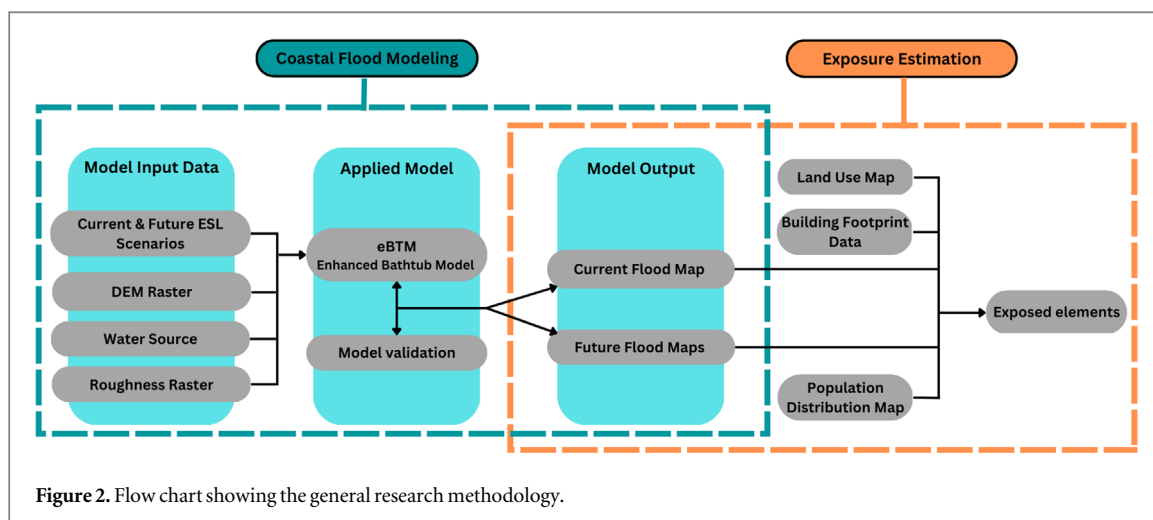 Coastal Flood Modeling
Exposure Estimation
Model Input Data
Current & Future ESL
Scenarios
DEM Raster
Water Source
Roughness Raster
Applied Model
eBTM
Enhanced Bathtub Model
Model validation
Model Output
Current Flood Map
Future Flood Maps
Land Use Map
Building Footprint
Data
Population
Distribution Map
Exposed elements
Figure 2. Flow chart showing the general research methodology.